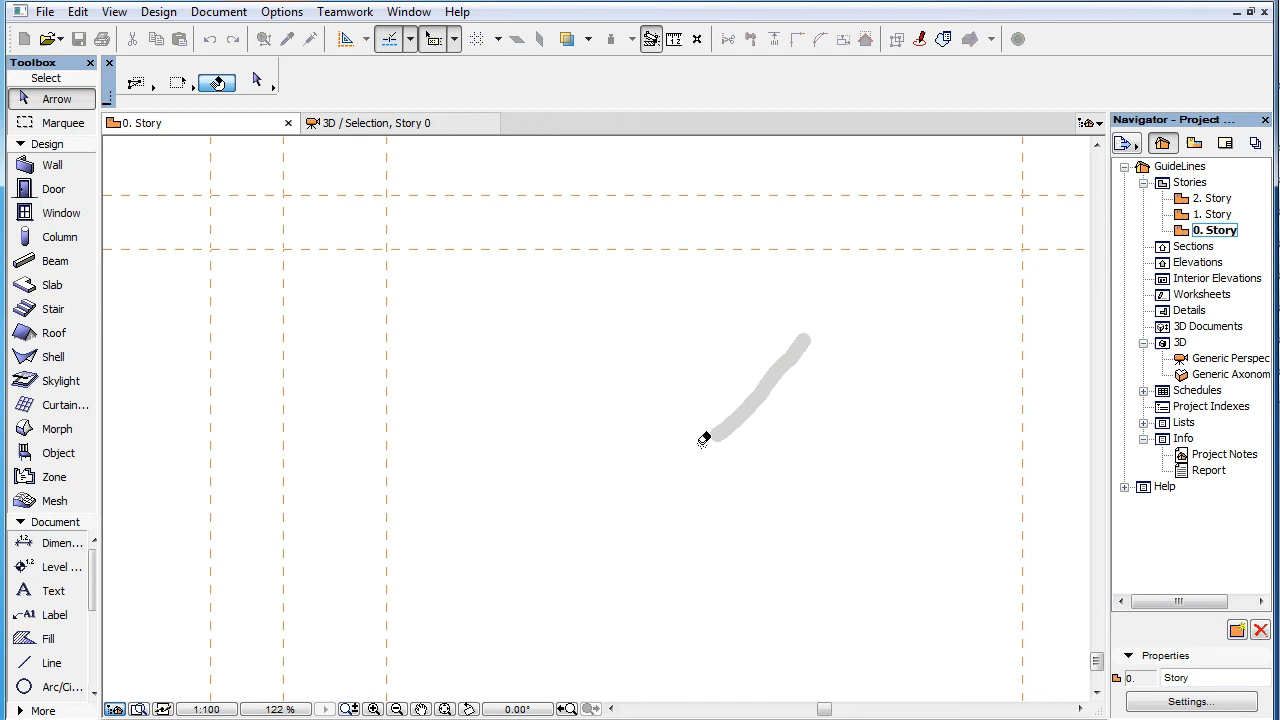 File Edit View Design Document Options Teamwork Window Help
Toolbox
Select
Arrow
Marquee
Design
Wall
Door
Window
Column
Beam
Slab
Stair
Roof
Shell
Skylight
Curtain...
Morph
Object
Zone
Mesh
Document
Dimen...
Level ...
Text
Label
Fill
Line
Arc/Ci...
More
0. Story
3D / Selection, Story 0
1:100
122 %
0.00°
Navigator - Project ...
GuideLines
Stories
2. Story
1. Story
0. Story
Sections
Elevations
Interior Elevations
Worksheets
Details
3D Documents
3D
Generic Perspec
Generic Axonom
Schedules
Project Indexes
Lists
Info
Project Notes
Report
Help
Properties
0. Story
Settings...